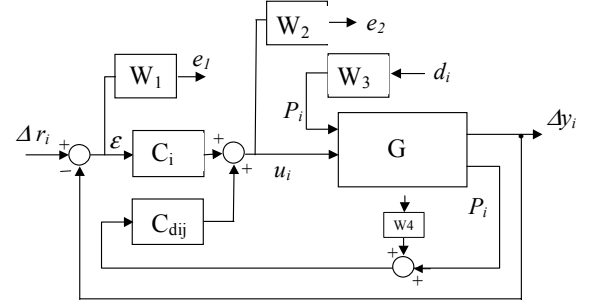 W2
e2
W1
e1
W3
di
Pi
Δri
+
−
ε
Ci
+
+
ui
G
Δyi
Pi
Cdij
W4
+
+